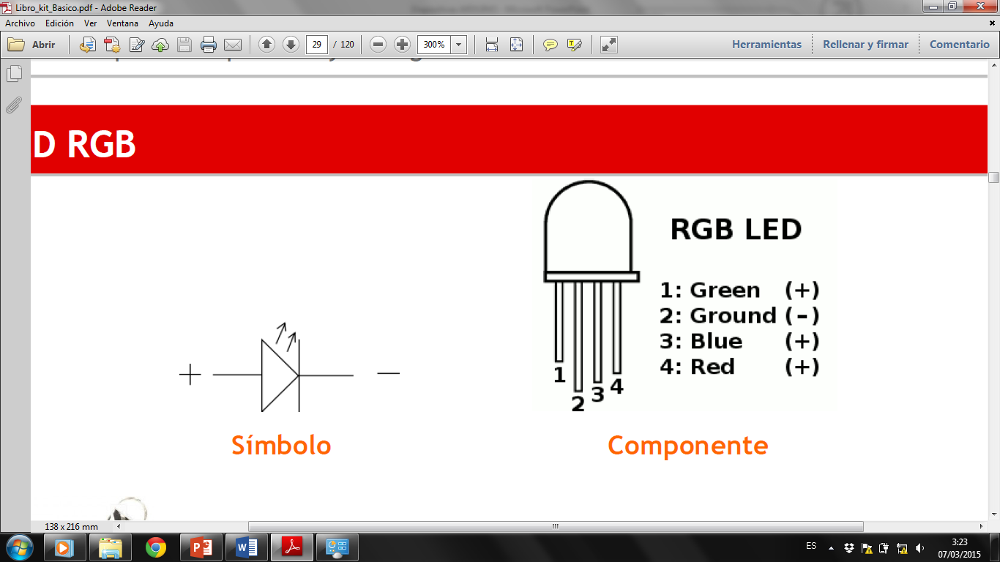 Libro_kit_Basico.pdf - Adobe Reader
Archivo Edición Ver Ventana Ayuda
Abrir 29 / 120 300% Herramientas Rellenar y firmar Comentario
D RGB
RGB LED
1: Green (+)
2: Ground (-)
3: Blue (+)
4: Red (+)
1 2 3 4
+ −
Símbolo Componente
138 x 216 mm
ES 3:23
07/03/2015